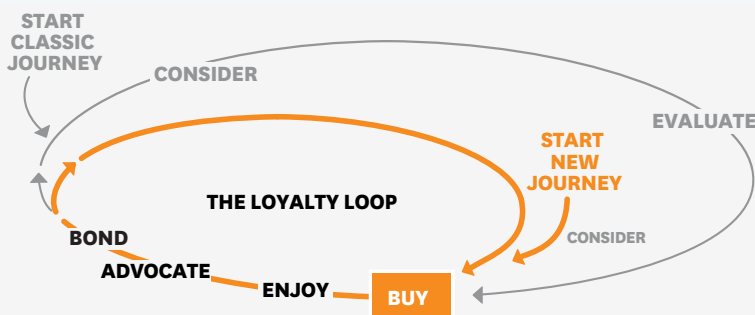 START
CLASSIC
JOURNEY
CONSIDER
EVALUATE
START
NEW
JOURNEY
CONSIDER
THE LOYALTY LOOP
BOND
ADVOCATE
ENJOY
BUY